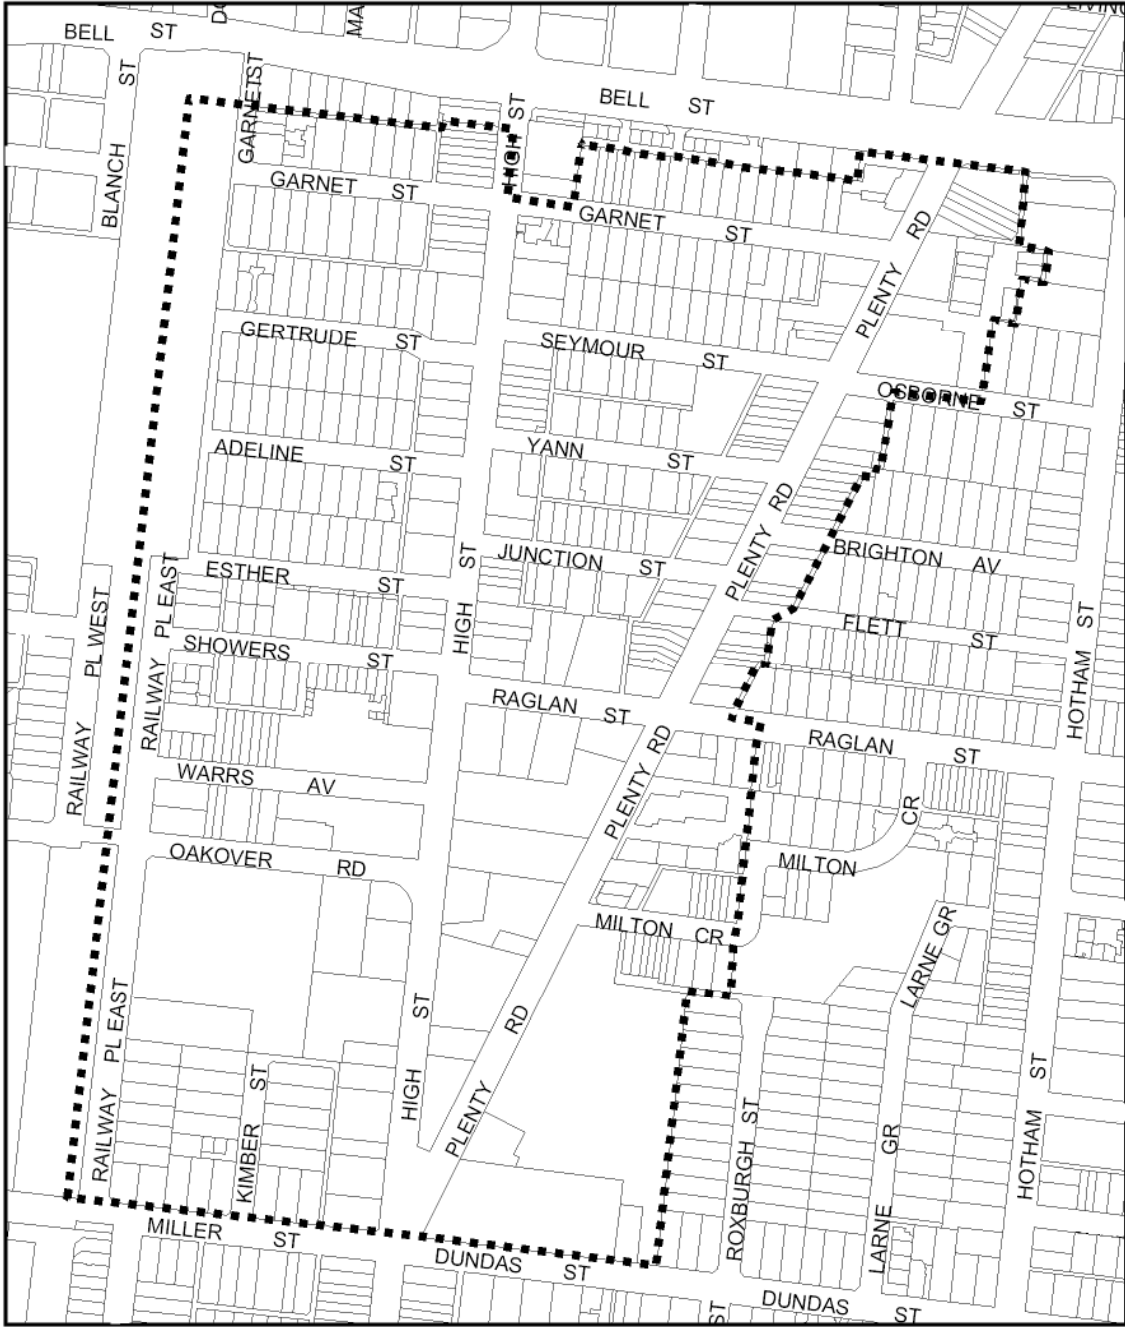 BELL ST
BLANCH ST
GARNET ST
BELL ST
HIGH ST
GARNET ST
GARNET ST
PLENTY RD
GERTRUDE ST
SEYMOUR ST
OSBORNE ST
ADELINE ST
YANN ST
PLENTY RD
JUNCTION ST
BRIGHTON AV
ESTHER ST
HIGH ST
FLETT ST
HOTHAM ST
SHOWERS ST
RAILWAY PL WEST
RAILWAY PL EAST
RAGLAN ST
RAGLAN ST
PLENTY RD
WARRS AV
OAKOVER RD
MILTON CR
MILTON CR
LARNE GR
HIGH ST
PLENTY RD
RAILWAY PL EAST
KIMBER ST
ROXBURGH ST
LARNE GR
HOTHAM ST
MILLER ST
DUNDAS ST
DUNDAS ST
ST